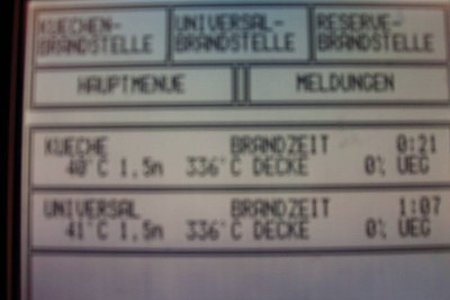 KUECHEN- UNIVERSAL- RESERVE-
BRANDSTELLE BRANDSTELLE BRANDSTELLE
HAUPTMENUE MELDUNGEN
KUECHE BRANDZEIT 0:21
40°C 1.5m 336°C DECKE 0% UEG
UNIVERSAL BRANDZEIT 1:07
41°C 1.5m 336°C DECKE 0% UEG